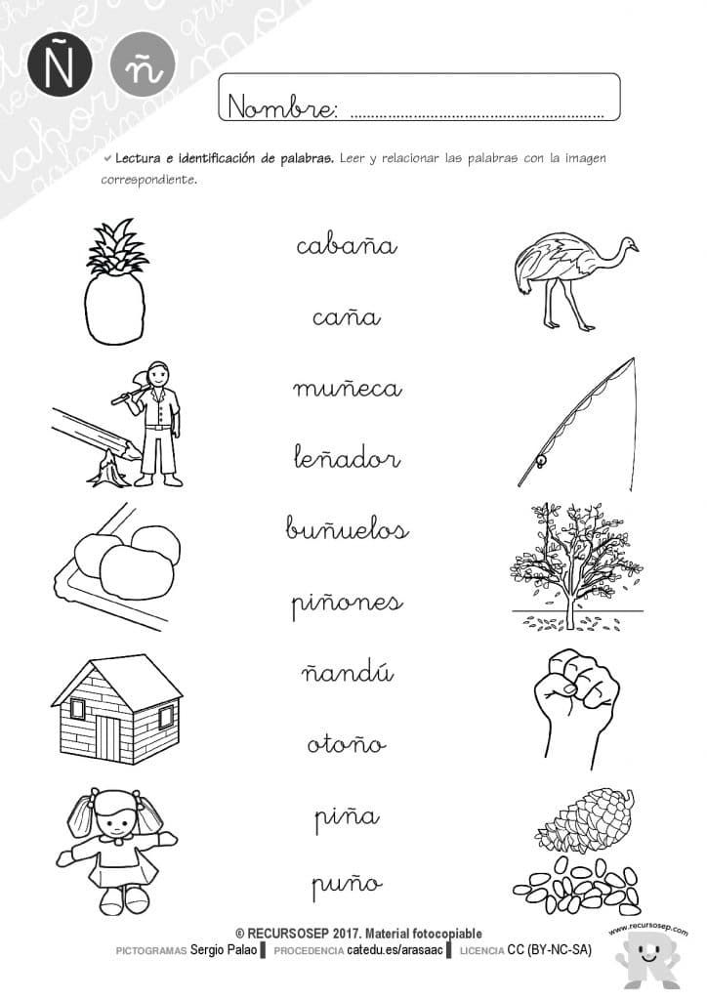 Ñ ñ
Nombre: ............................................................
Lectura e identificación de palabras. Leer y relacionar las palabras con la imagen
correspondiente.
cabaña
caña
muñeca
leñador
buñuelos
piñones
ñandú
otoño
piña
puño
© RECURSOSEP 2017. Material fotocopiable
PICTOGRAMAS Sergio Palao PROCEDENCIA catedu.es/arasaac LICENCIA CC (BY-NC-SA)
www.recursosep.com
R